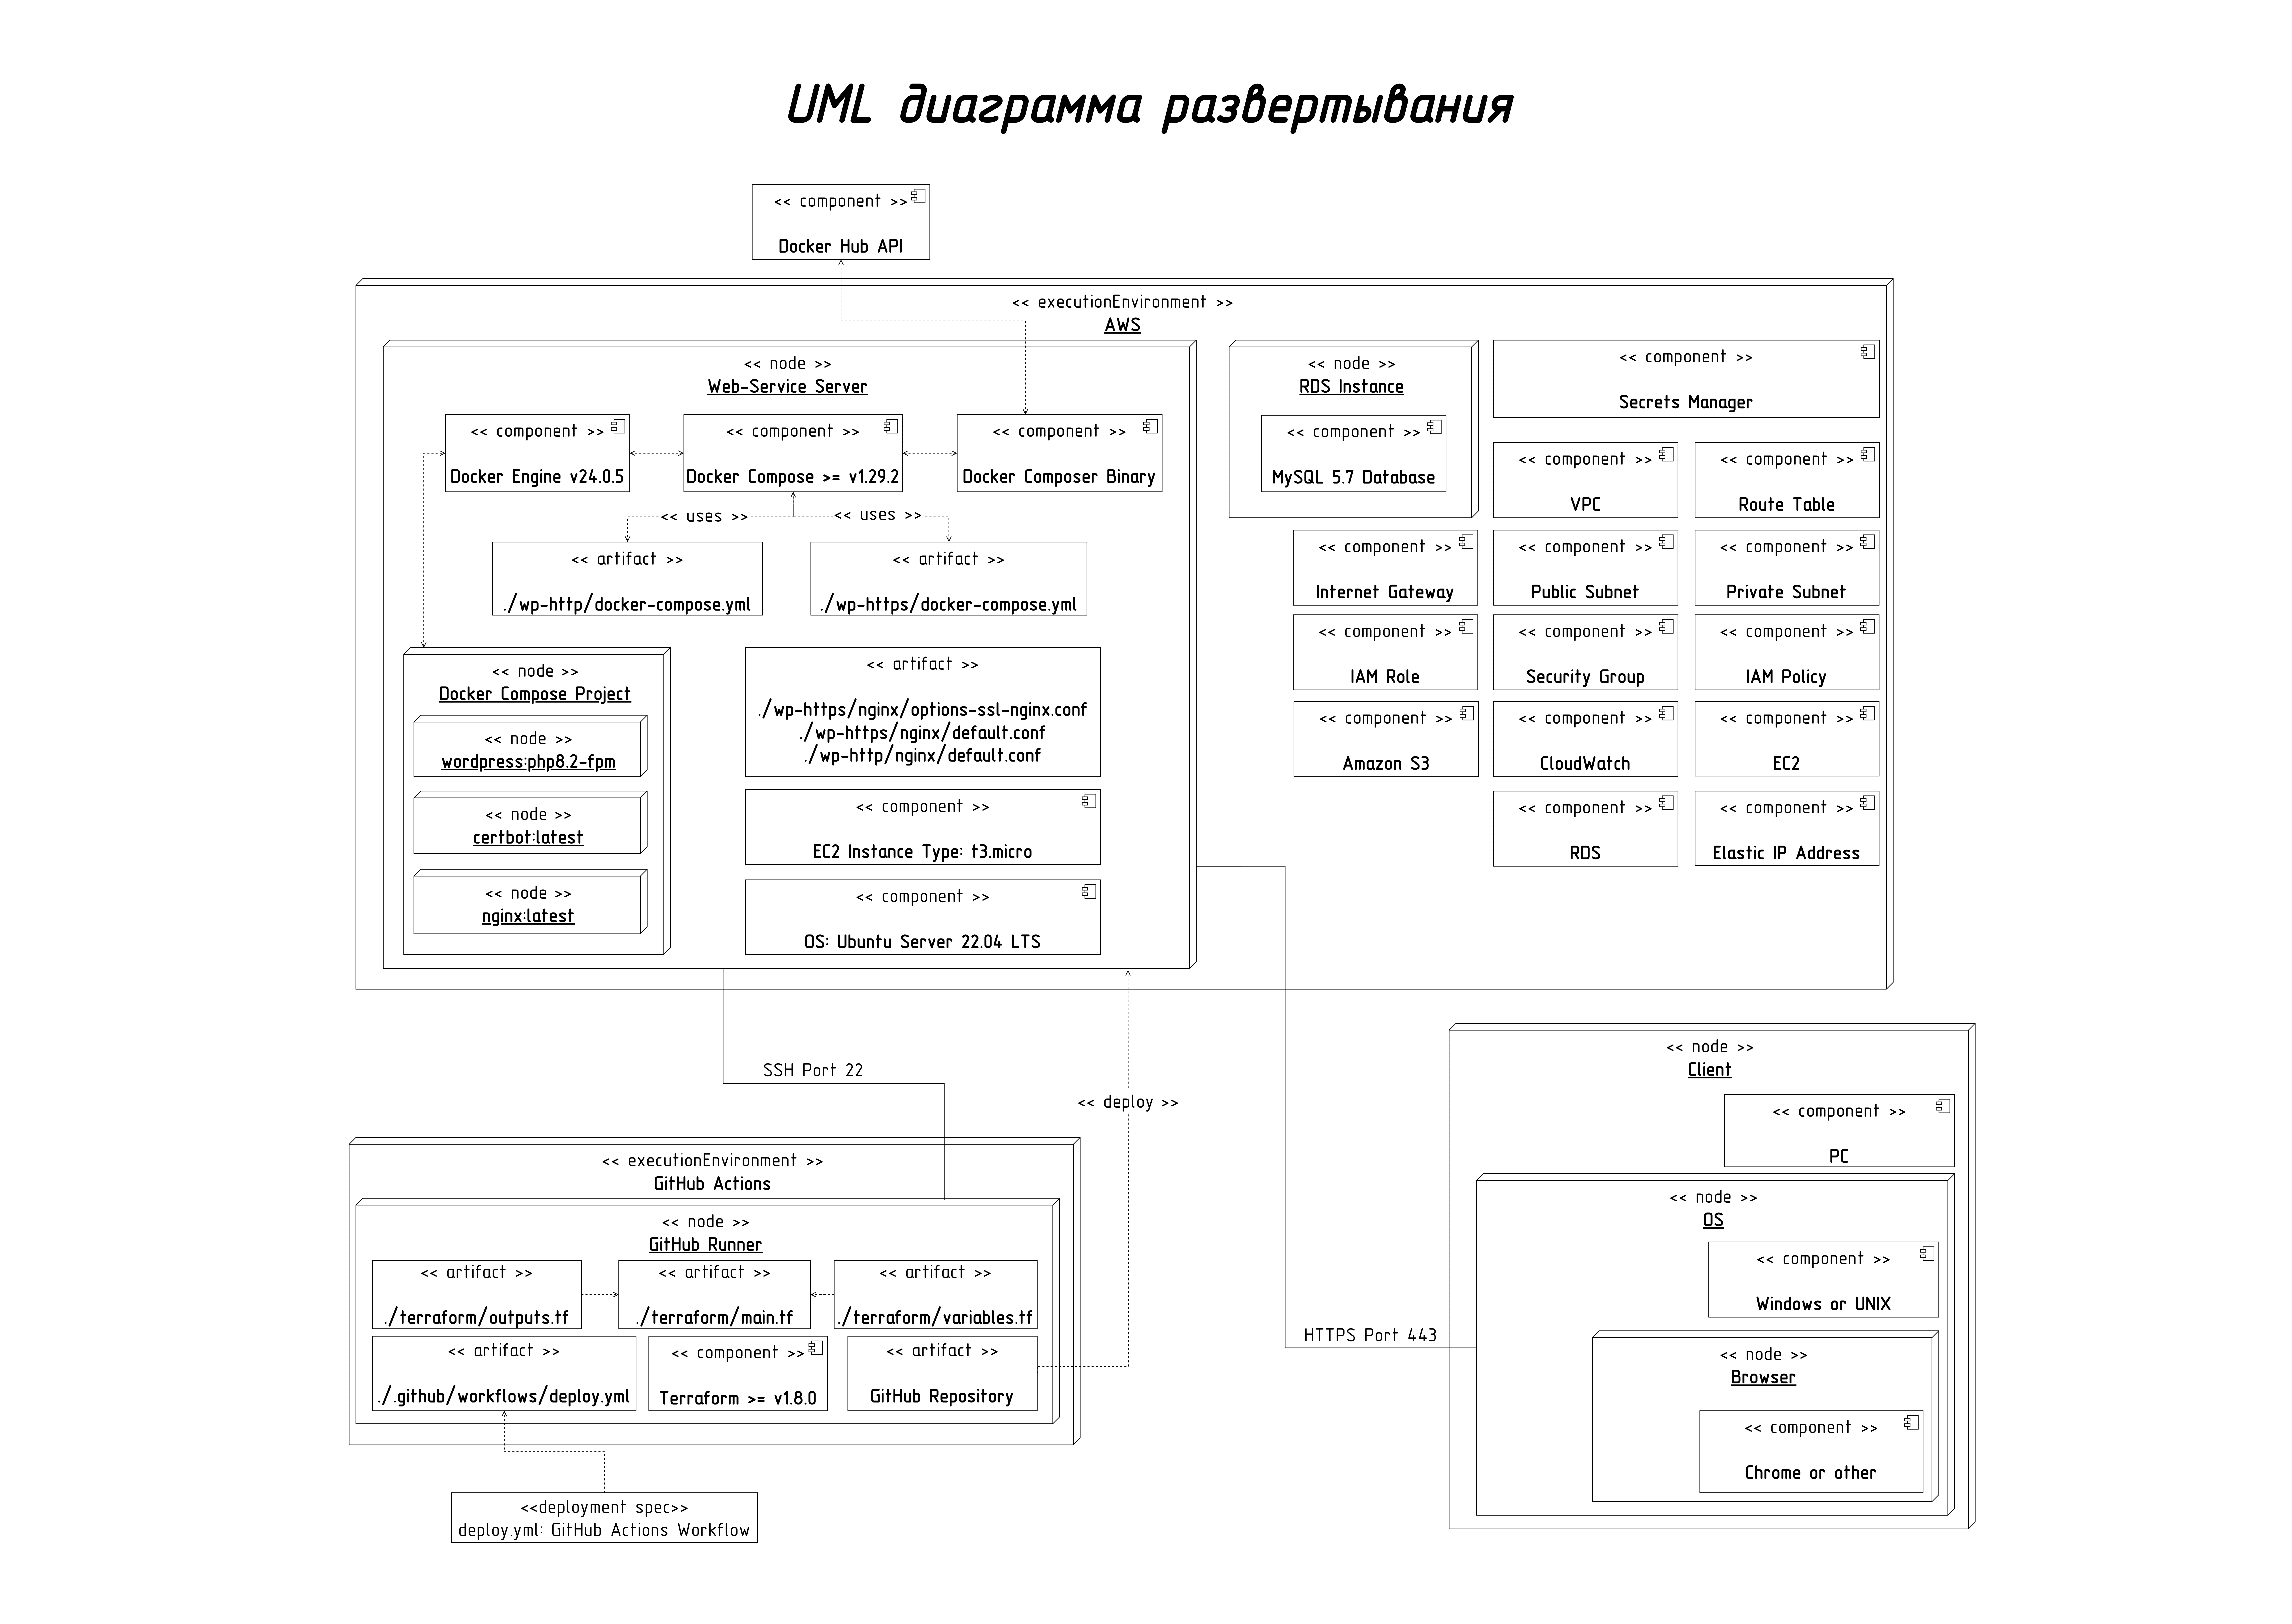 UML диаграмма развертывания
<< component >>
Docker Hub API
<< executionEnvironment >>
AWS
<< node >>
Web-Service Server
<< component >>
Docker Engine v24.0.5
<< component >>
Docker Compose >= v1.29.2
<< component >>
Docker Composer Binary
<< uses >>
<< uses >>
<< artifact >>
./wp-http/docker-compose.yml
<< artifact >>
./wp-https/docker-compose.yml
<< node >>
Docker Compose Project
<< node >>
wordpress:php8.2-fpm
<< node >>
certbot:latest
<< node >>
nginx:latest
<< artifact >>
./wp-https/nginx/options-ssl-nginx.conf
./wp-https/nginx/default.conf
./wp-http/nginx/default.conf
<< component >>
EC2 Instance Type: t3.micro
<< component >>
OS: Ubuntu Server 22.04 LTS
<< node >>
RDS Instance
<< component >>
MySQL 5.7 Database
<< component >>
Secrets Manager
<< component >>
VPC
<< component >>
Route Table
<< component >>
Internet Gateway
<< component >>
Public Subnet
<< component >>
Private Subnet
<< component >>
IAM Role
<< component >>
Security Group
<< component >>
IAM Policy
<< component >>
Amazon S3
<< component >>
CloudWatch
<< component >>
EC2
<< component >>
RDS
<< component >>
Elastic IP Address
SSH Port 22
<< deploy >>
HTTPS Port 443
<< executionEnvironment >>
GitHub Actions
<< node >>
GitHub Runner
<< artifact >>
./terraform/outputs.tf
<< artifact >>
./terraform/main.tf
<< artifact >>
./terraform/variables.tf
<< artifact >>
./.github/workflows/deploy.yml
<< component >>
Terraform >= v1.8.0
<< artifact >>
GitHub Repository
<<deployment spec>>
deploy.yml: GitHub Actions Workflow
<< node >>
Client
<< component >>
PC
<< node >>
OS
<< component >>
Windows or UNIX
<< node >>
Browser
<< component >>
Chrome or other